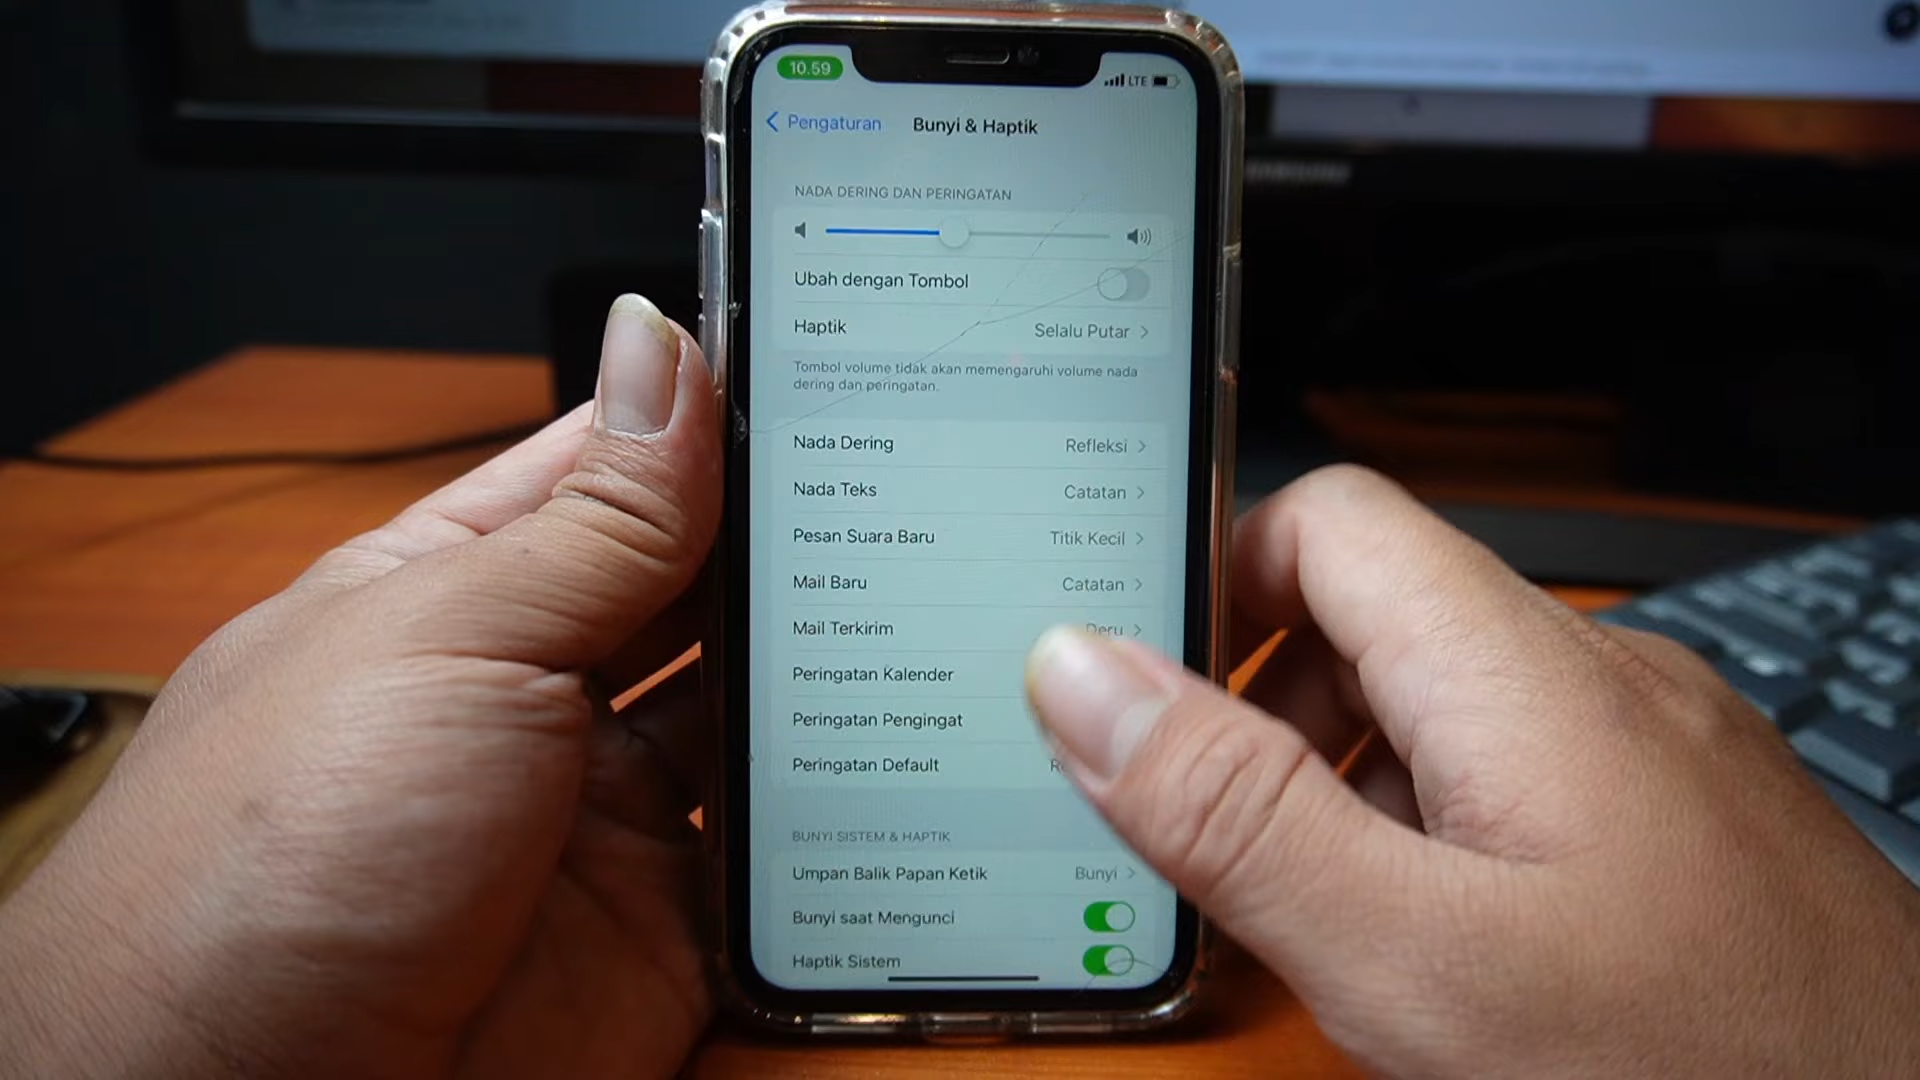 10.59
LTE
Pengaturan Bunyi & Haptik
NADA DERING DAN PERINGATAN
Ubah dengan Tombol
Haptik Selalu Putar
Tombol volume tidak akan memengaruhi volume nada
dering dan peringatan.
Nada Dering Refleksi
Nada Teks Catatan
Pesan Suara Baru Titik Kecil
Mail Baru Catatan
Mail Terkirim Deru
Peringatan Kalender
Peringatan Pengingat
Peringatan Default
BUNYI SISTEM & HAPTIK
Umpan Balik Papan Ketik Bunyi
Bunyi saat Mengunci
Haptik Sistem
SAMSUNG